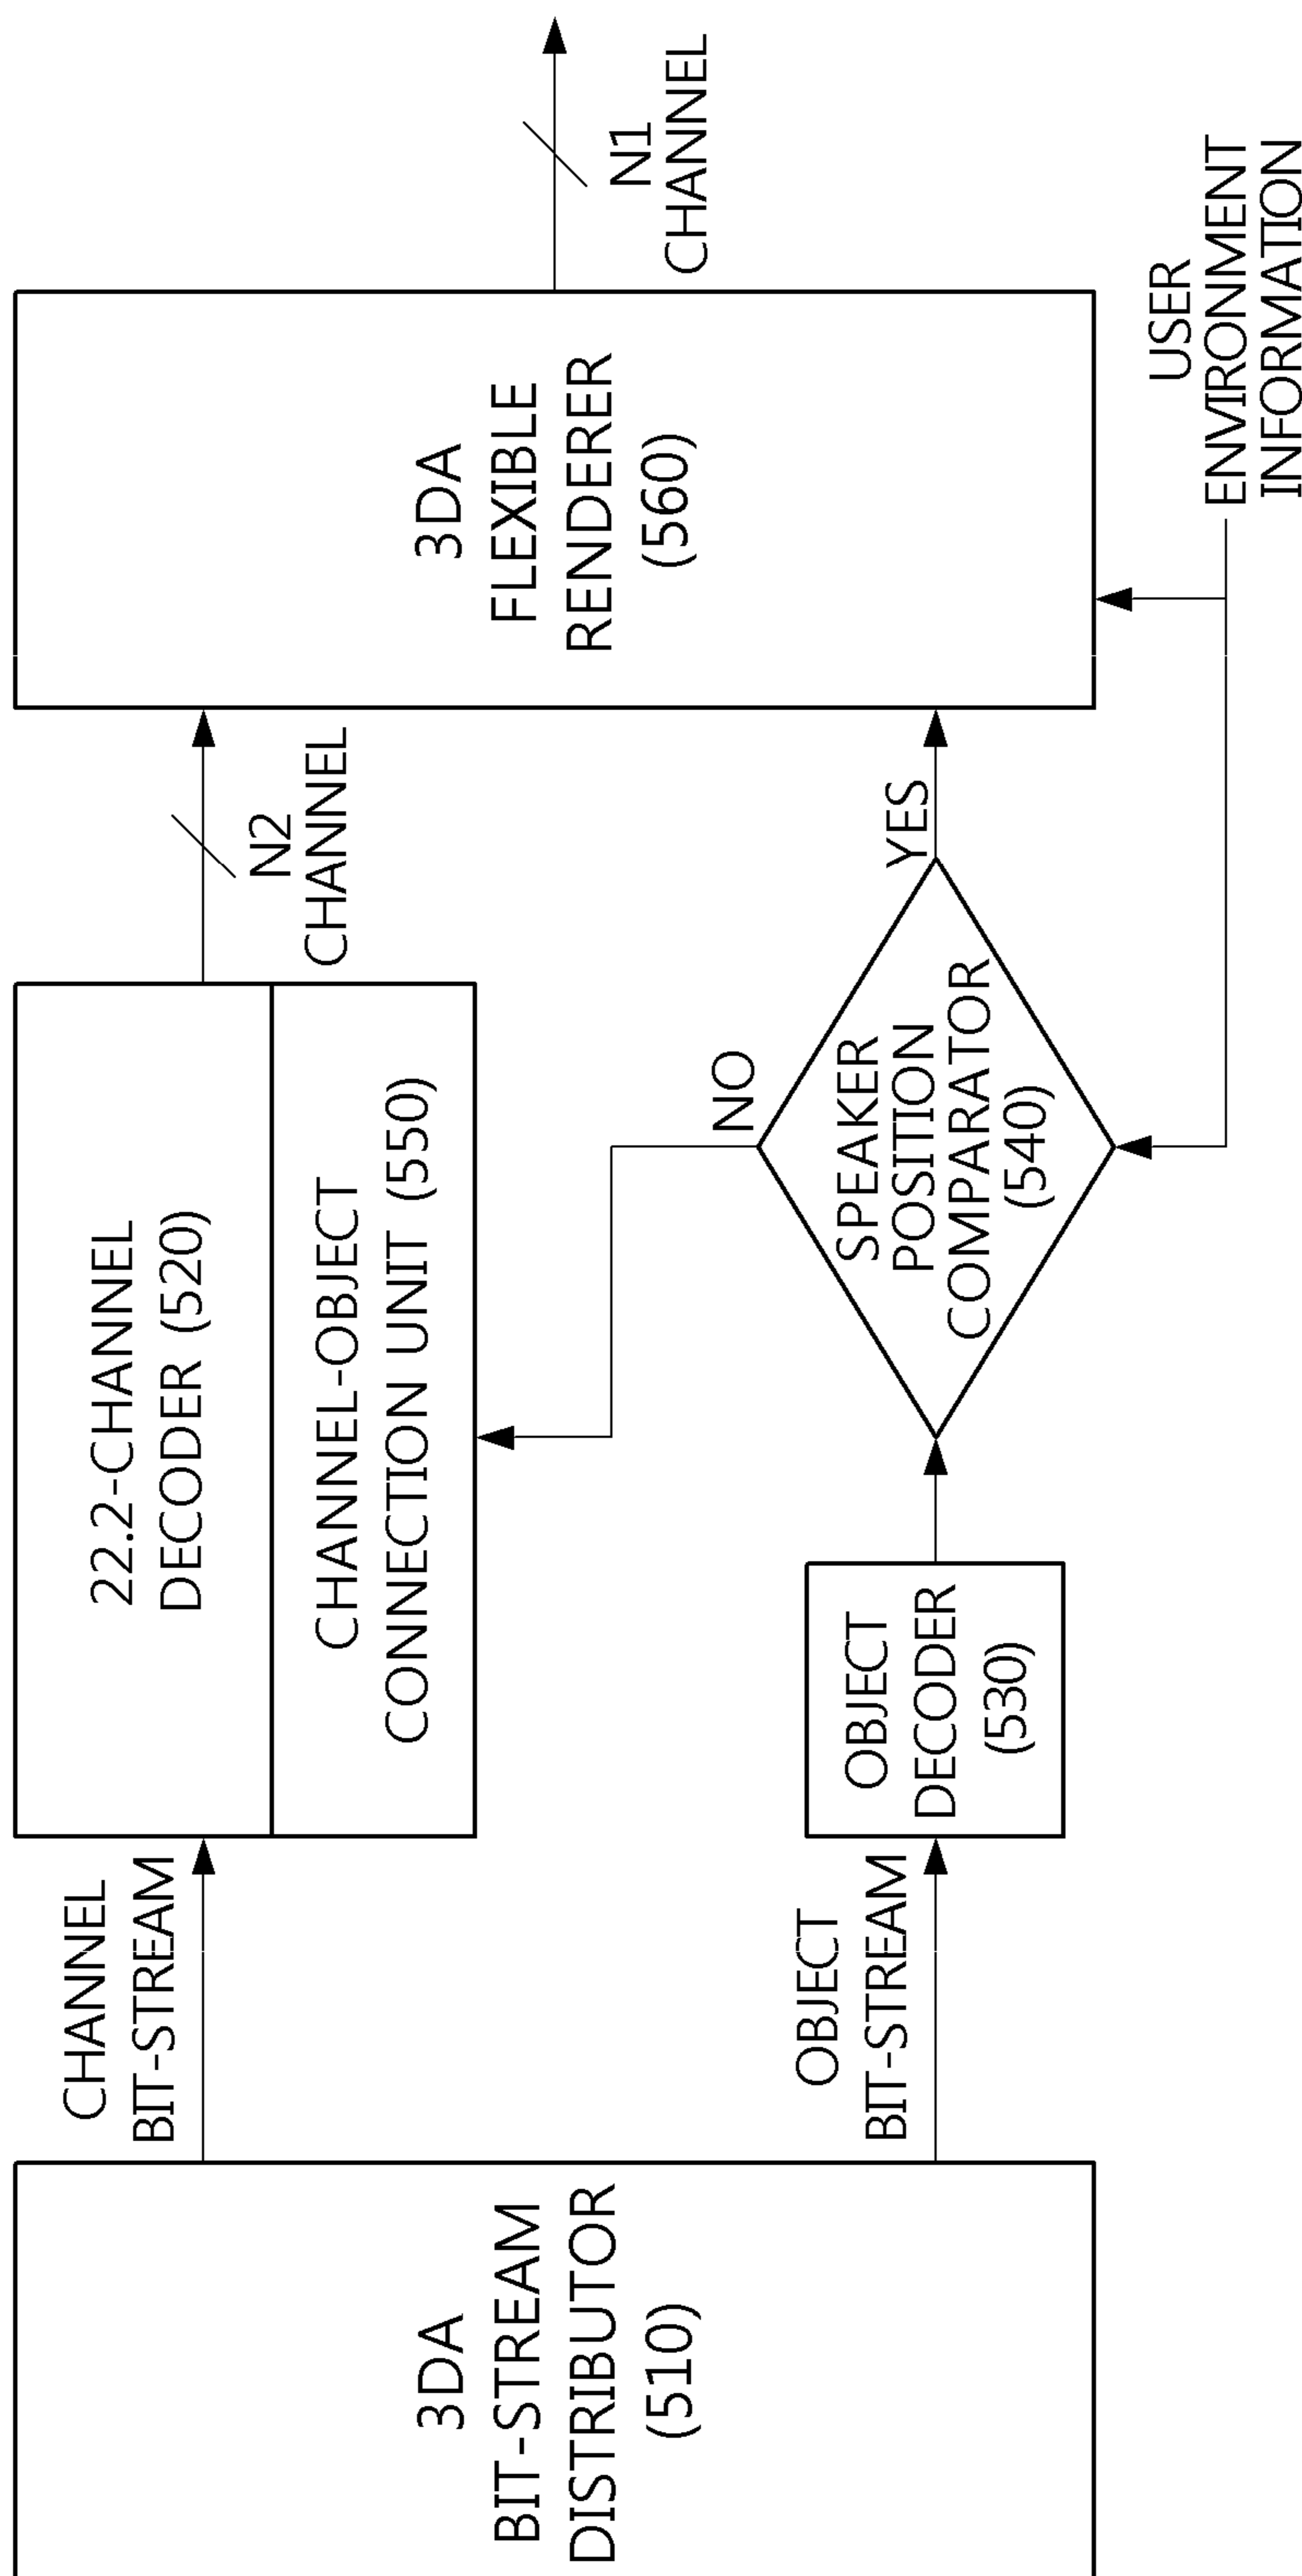 3DA
BIT-STREAM
DISTRIBUTOR
(510)
CHANNEL
BIT-STREAM
OBJECT
BIT-STREAM
22.2-CHANNEL
DECODER (520)
CHANNEL-OBJECT
CONNECTION UNIT (550)
OBJECT
DECODER
(530)
NO
SPEAKER
POSITION
COMPARATOR
(540)
YES
N2
CHANNEL
3DA
FLEXIBLE
RENDERER
(560)
USER
ENVIRONMENT
INFORMATION
N1
CHANNEL